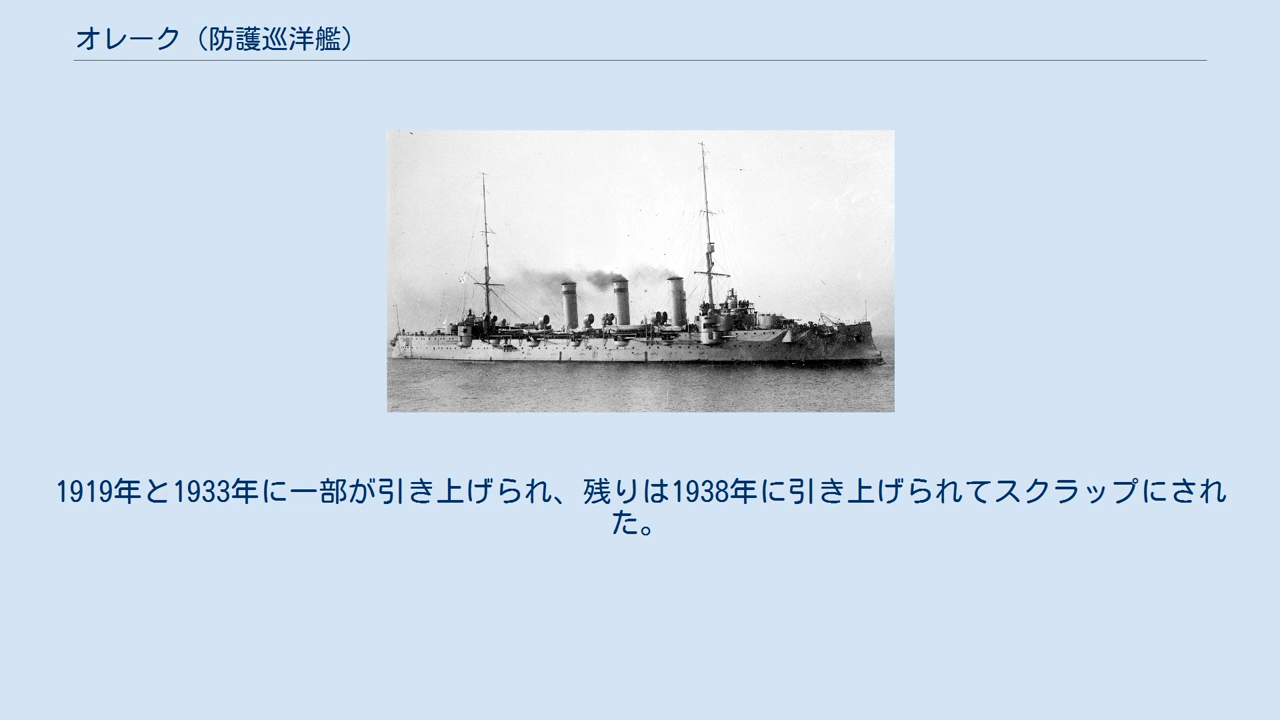 オレーク（防護巡洋艦）
1919年と1933年に一部が引き上げられ、残りは1938年に引き上げられてスクラップにされ
た。